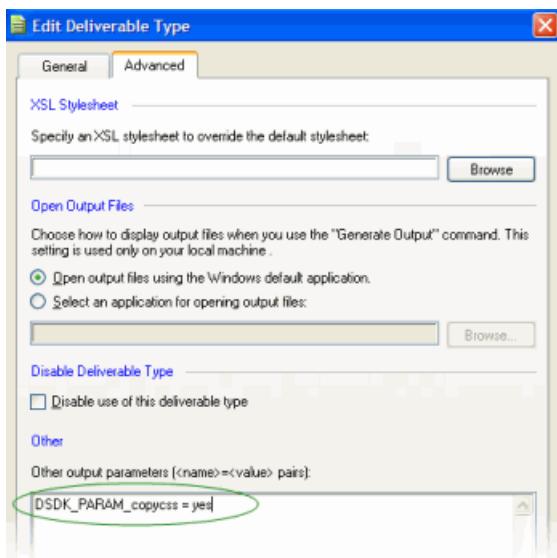 Edit Deliverable Type
General
Advanced
XSL Stylesheet
Specify an XSL stylesheet to override the default stylesheet:
Browse
Open Output Files
Choose how to display output files when you use the "Generate Output" command. This
setting is used only on your local machine .
Open output files using the Windows default application.
Select an application for opening output files:
Browse...
Disable Deliverable Type
Disable use of this deliverable type
Other
Other output parameters (<name>=<value> pairs):
DSDK_PARAM_copycss = yes